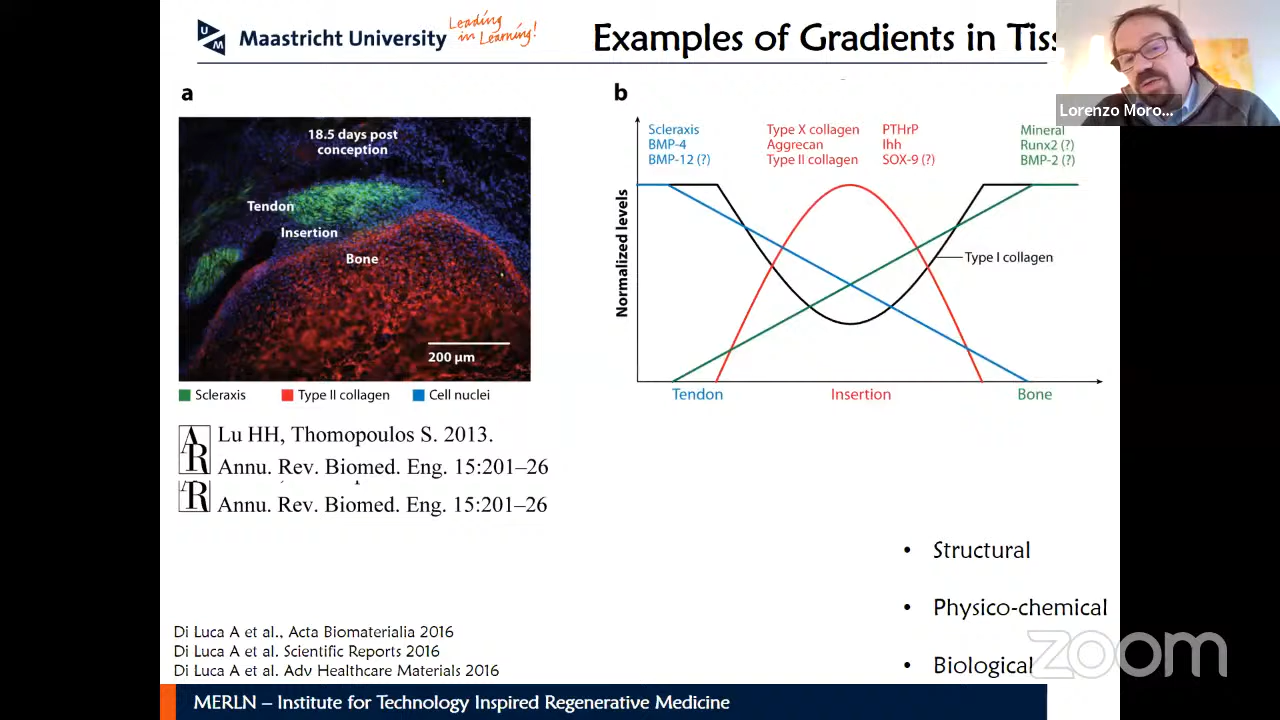 U
M
Maastricht University
Leading
in Learning!
Examples of Gradients in Tiss
Lorenzo Moro...
a
18.5 days post
conception
Tendon
Insertion
Bone
200 µm
Scleraxis
Type II collagen
Cell nuclei
b
Scleraxis
BMP-4
BMP-12 (?)
Type X collagen
Aggrecan
Type II collagen
PTHrP
Ihh
SOX-9 (?)
Mineral
Runx2 (?)
BMP-2 (?)
Normalized levels
Type I collagen
Tendon
Insertion
Bone
AR
Lu HH, Thomopoulos S. 2013.
Annu. Rev. Biomed. Eng. 15:201–26
AR
Annu. Rev. Biomed. Eng. 15:201–26
• Structural
• Physico-chemical
• Biological
Di Luca A et al., Acta Biomaterialia 2016
Di Luca A et al. Scientific Reports 2016
Di Luca A et al. Adv Healthcare Materials 2016
zoom
MERLN – Institute for Technology Inspired Regenerative Medicine